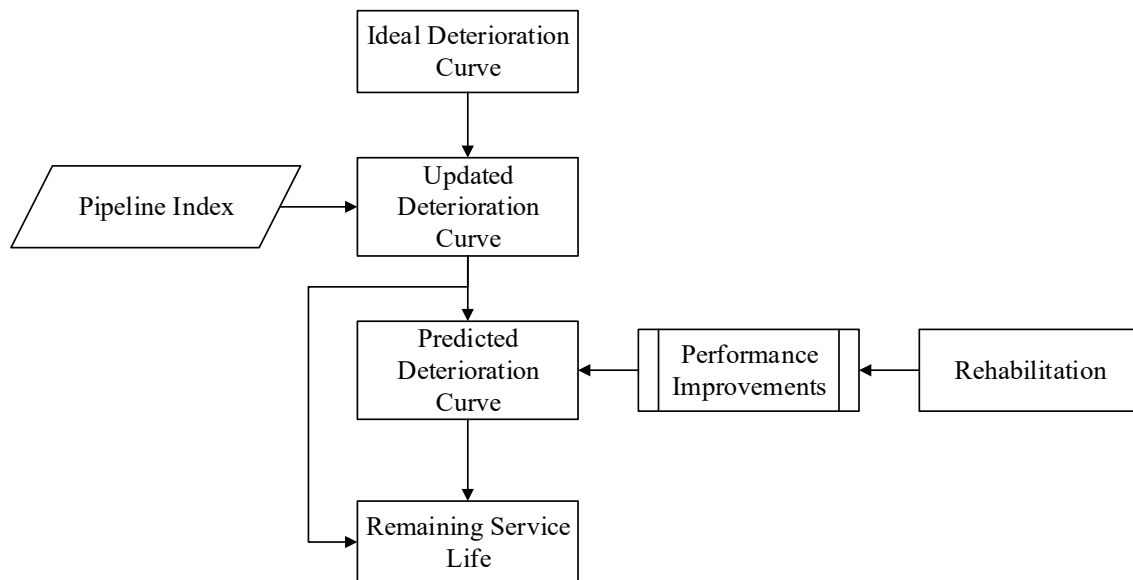 Ideal Deterioration
Curve
Updated
Deterioration
Curve
Pipeline Index
Predicted
Deterioration
Curve
Performance
Improvements
Rehabilitation
Remaining Service
Life